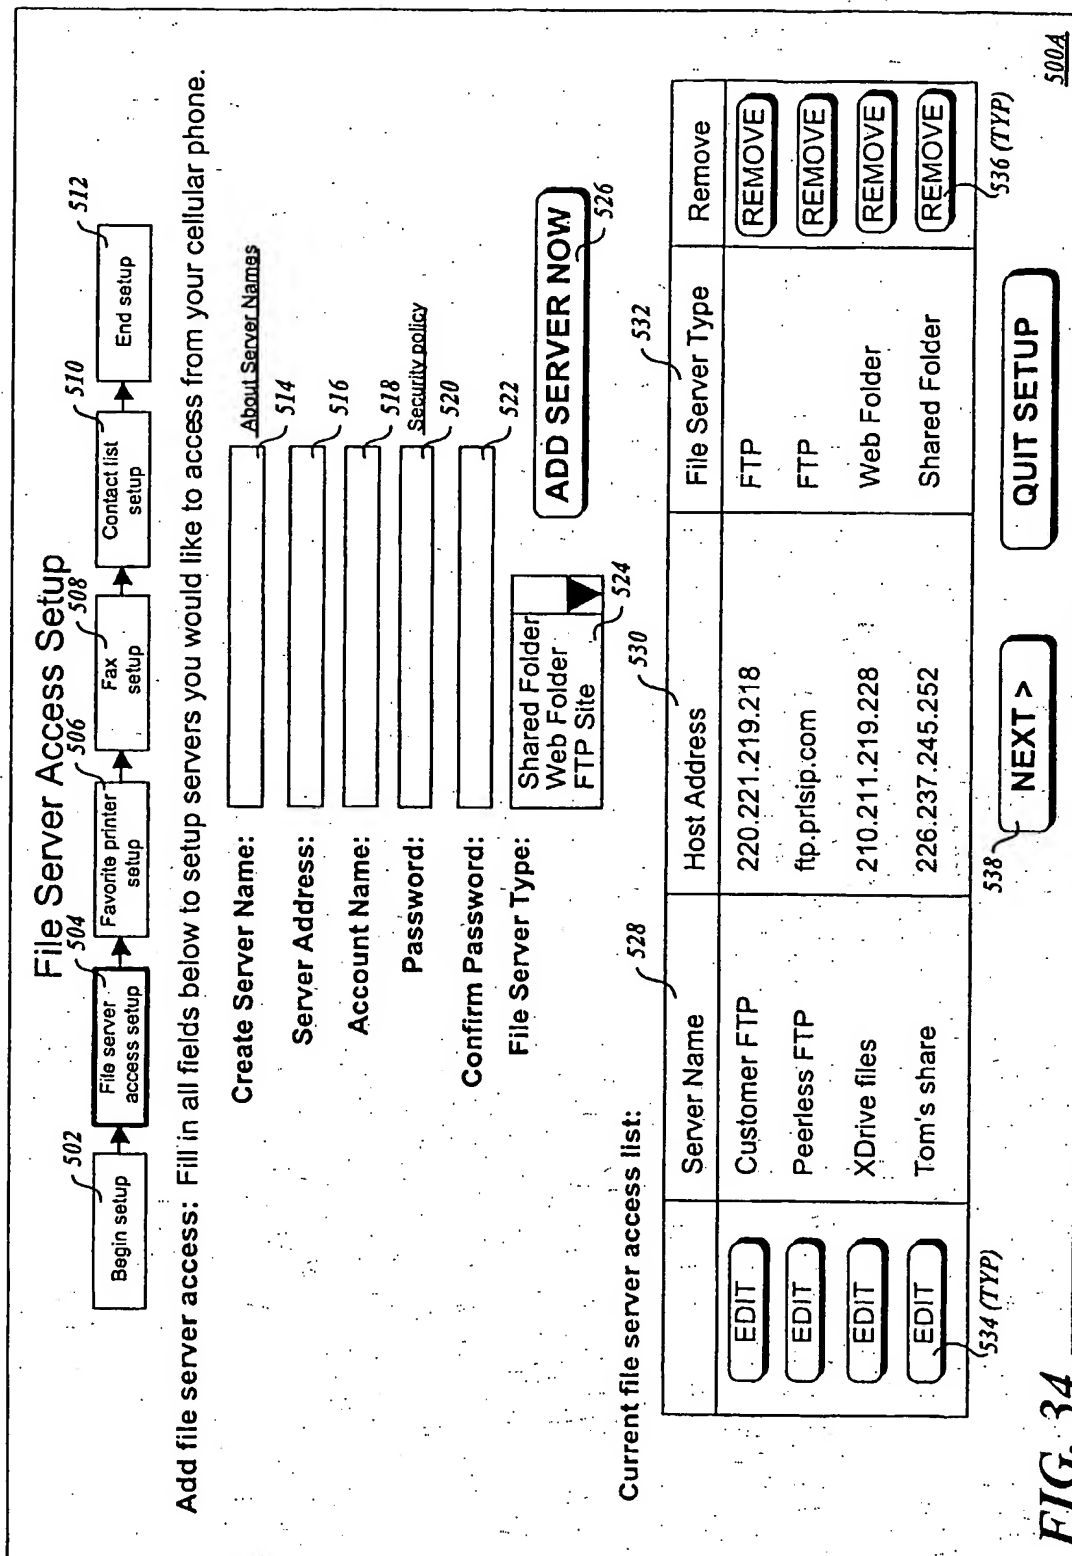 File Server Access Setup
502
504
506
508
510
512
Begin setup
File server
access setup
Favorite printer
setup
Fax
setup
Contact list
setup
End setup
Add file server access: Fill in all fields below to setup servers you would like to access from your cellular phone.
Create Server Name:
About Server Names
514
Server Address:
516
Account Name:
518
Password:
Security policy
520
Confirm Password:
522
File Server Type:
Shared Folder
Web Folder
FTP Site
524
ADD SERVER NOW
526
Current file server access list:
528
530
532
Server Name Host Address File Server Type Remove
EDIT Customer FTP 220.221.219.218 FTP REMOVE
EDIT Peerless FTP ftp.prlsip.com FTP REMOVE
EDIT XDrive files 210.211.219.228 Web Folder REMOVE
EDIT Tom's share 226.237.245.252 Shared Folder REMOVE
534 (TYP)
536 (TYP)
538
NEXT >
QUIT SETUP
FIG. 34
500A